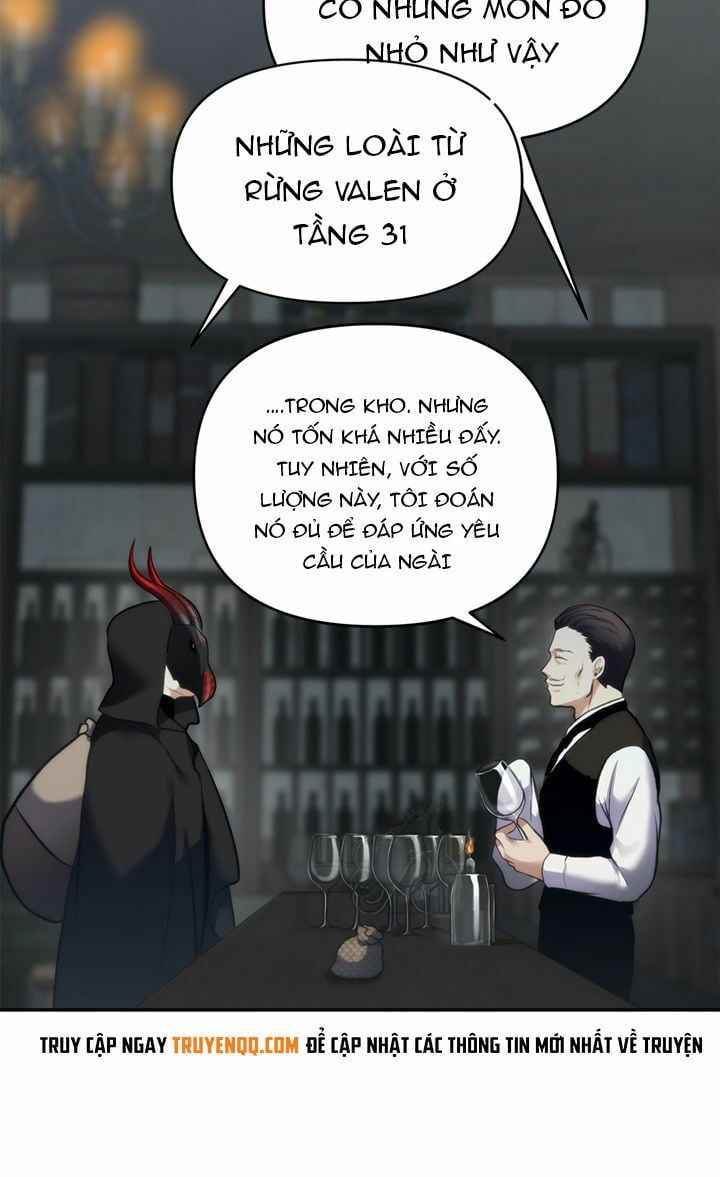 CÓ NHỮNG MÓN ĐỒ
NHỎ NHƯ VẬY
NHỮNG LOÀI TỪ
RỪNG VALEN Ở
TẦNG 31
....TRONG KHO. NHƯNG
NÓ TỐN KHÁ NHIỀU ĐẤY.
TUY NHIÊN, VỚI SỐ
LƯỢNG NÀY, TÔI ĐOÁN
NÓ ĐỦ ĐỂ ĐÁP ỨNG YÊU
CẦU CỦA NGÀI
TRUY CẬP NGAY TRUYENQQ.COM ĐỂ CẬP NHẬT CÁC THÔNG TIN MỚI NHẤT VỀ TRUYỆN